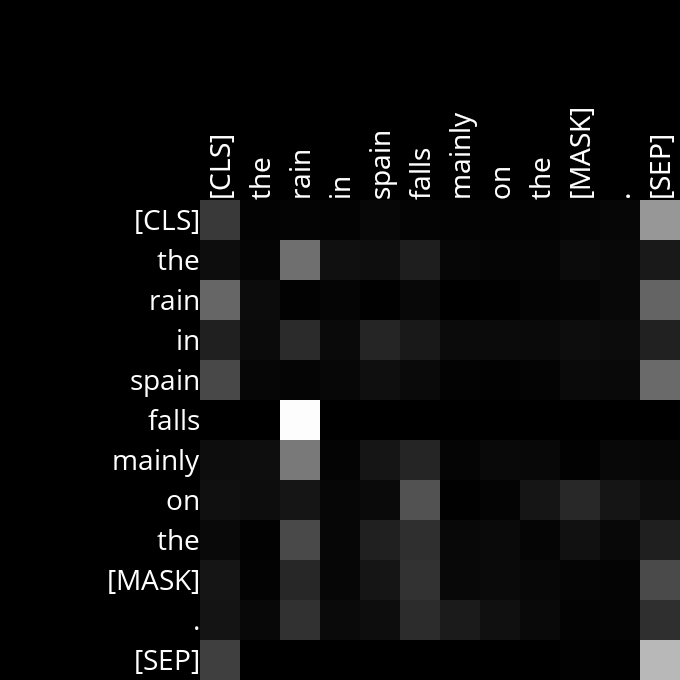 [CLS] the rain in spain falls mainly on the [MASK] . [SEP]
[CLS]
the
rain
in
spain
falls
mainly
on
the
[MASK]
.
[SEP]